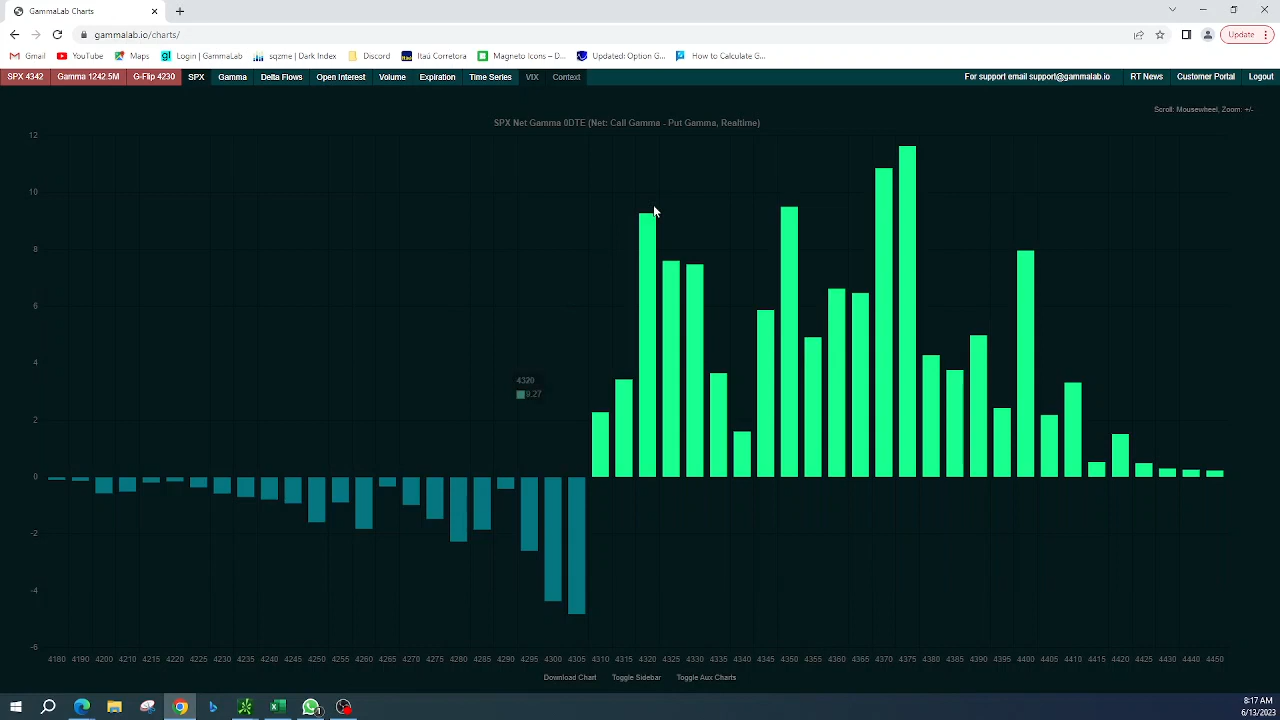 GammaLab Charts
gammalab.io/charts/
Update
Gmail
YouTube
Maps
Login | GammaLab
sqzme | Dark Index
Discord
Itaú Corretora
Magneto Icons – D...
Updated: Option G...
How to Calculate G...
SPX 4342
Gamma 1242.5M
G-Flip 4230
SPX
Gamma
Delta Flows
Open Interest
Volume
Expiration
Time Series
VIX
Context
For support email support@gammalab.io
RT News
Customer Portal
Logout
Scroll: Mousewheel, Zoom: +/-
SPX Net Gamma 0DTE (Net: Call Gamma - Put Gamma, Realtime)
12
10
8
6
4
2
0
-2
-4
-6
4320
9.27
4180 4190 4200 4210 4215 4220 4225 4230 4235 4240 4245 4250 4255 4260 4265 4270 4275 4280 4285 4290 4295 4300 4305 4310 4315 4320 4325 4330 4335 4340 4345 4350 4355 4360 4365 4370 4375 4380 4385 4390 4395 4400 4405 4410 4415 4420 4425 4430 4440 4450
Download Chart
Toggle Sidebar
Toggle Aux Charts
1
8:17 AM
6/13/2023